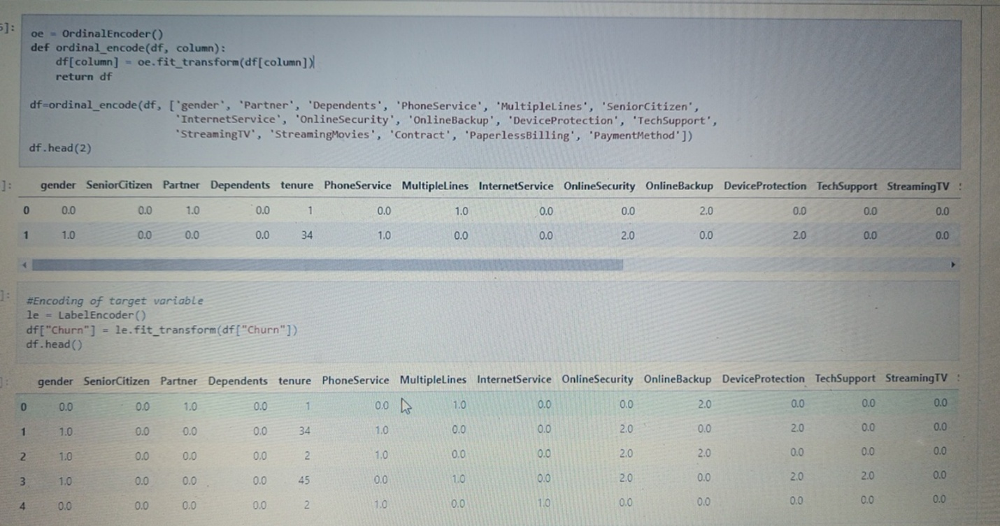 5]:
oe = OrdinalEncoder()
def ordinal_encode(df, column):
    df[column] = oe.fit_transform(df[column])
    return df
df=ordinal_encode(df, ['gender', 'Partner', 'Dependents', 'PhoneService', 'MultipleLines', 'SeniorCitizen',
'InternetService', 'OnlineSecurity', 'OnlineBackup', 'DeviceProtection', 'TechSupport',
'StreamingTV', 'StreamingMovies', 'Contract', 'PaperlessBilling', 'PaymentMethod'])
df.head(2)
]: gender SeniorCitizen Partner Dependents tenure PhoneService MultipleLines InternetService OnlineSecurity OnlineBackup DeviceProtection TechSupport StreamingTV
0 0.0 0.0 1.0 0.0 1 0.0 1.0 0.0 0.0 2.0 0.0 0.0 0.0
1 1.0 0.0 0.0 0.0 34 1.0 0.0 0.0 2.0 0.0 2.0 0.0 0.0
]:
#Encoding of target variable
le = LabelEncoder()
df["Churn"] = le.fit_transform(df["Churn"])
df.head()
]: gender SeniorCitizen Partner Dependents tenure PhoneService MultipleLines InternetService OnlineSecurity OnlineBackup DeviceProtection TechSupport StreamingTV
0 0.0 0.0 1.0 0.0 1 0.0 1.0 0.0 0.0 2.0 0.0 0.0 0.0
1 1.0 0.0 0.0 0.0 34 1.0 0.0 0.0 2.0 0.0 2.0 0.0 0.0
2 1.0 0.0 0.0 0.0 2 1.0 0.0 0.0 2.0 2.0 0.0 0.0 0.0
3 1.0 0.0 0.0 0.0 45 0.0 1.0 0.0 2.0 0.0 2.0 2.0 0.0
4 0.0 0.0 0.0 0.0 2 1.0 0.0 1.0 0.0 0.0 0.0 0.0 0.0